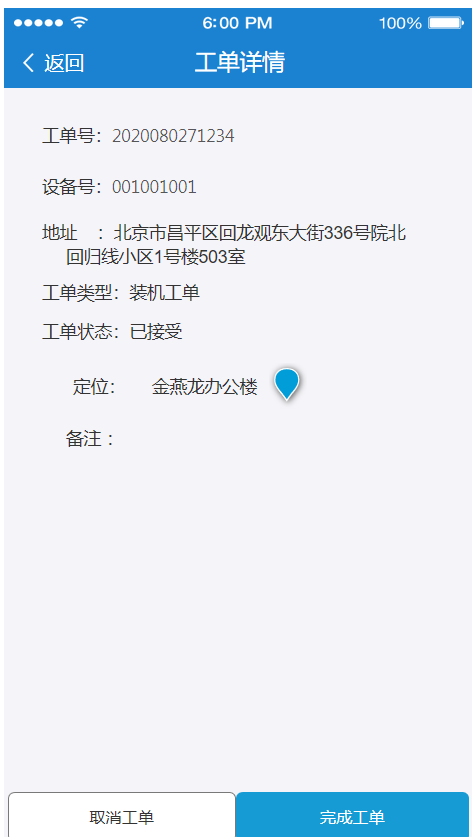 6:00 PM 100%
返回 工单详情
工单号：2020080271234
设备号：001001001
地址 ：北京市昌平区回龙观东大街336号院北
回归线小区1号楼503室
工单类型：装机工单
工单状态：已接受
定位： 金燕龙办公楼
备注：
取消工单 完成工单